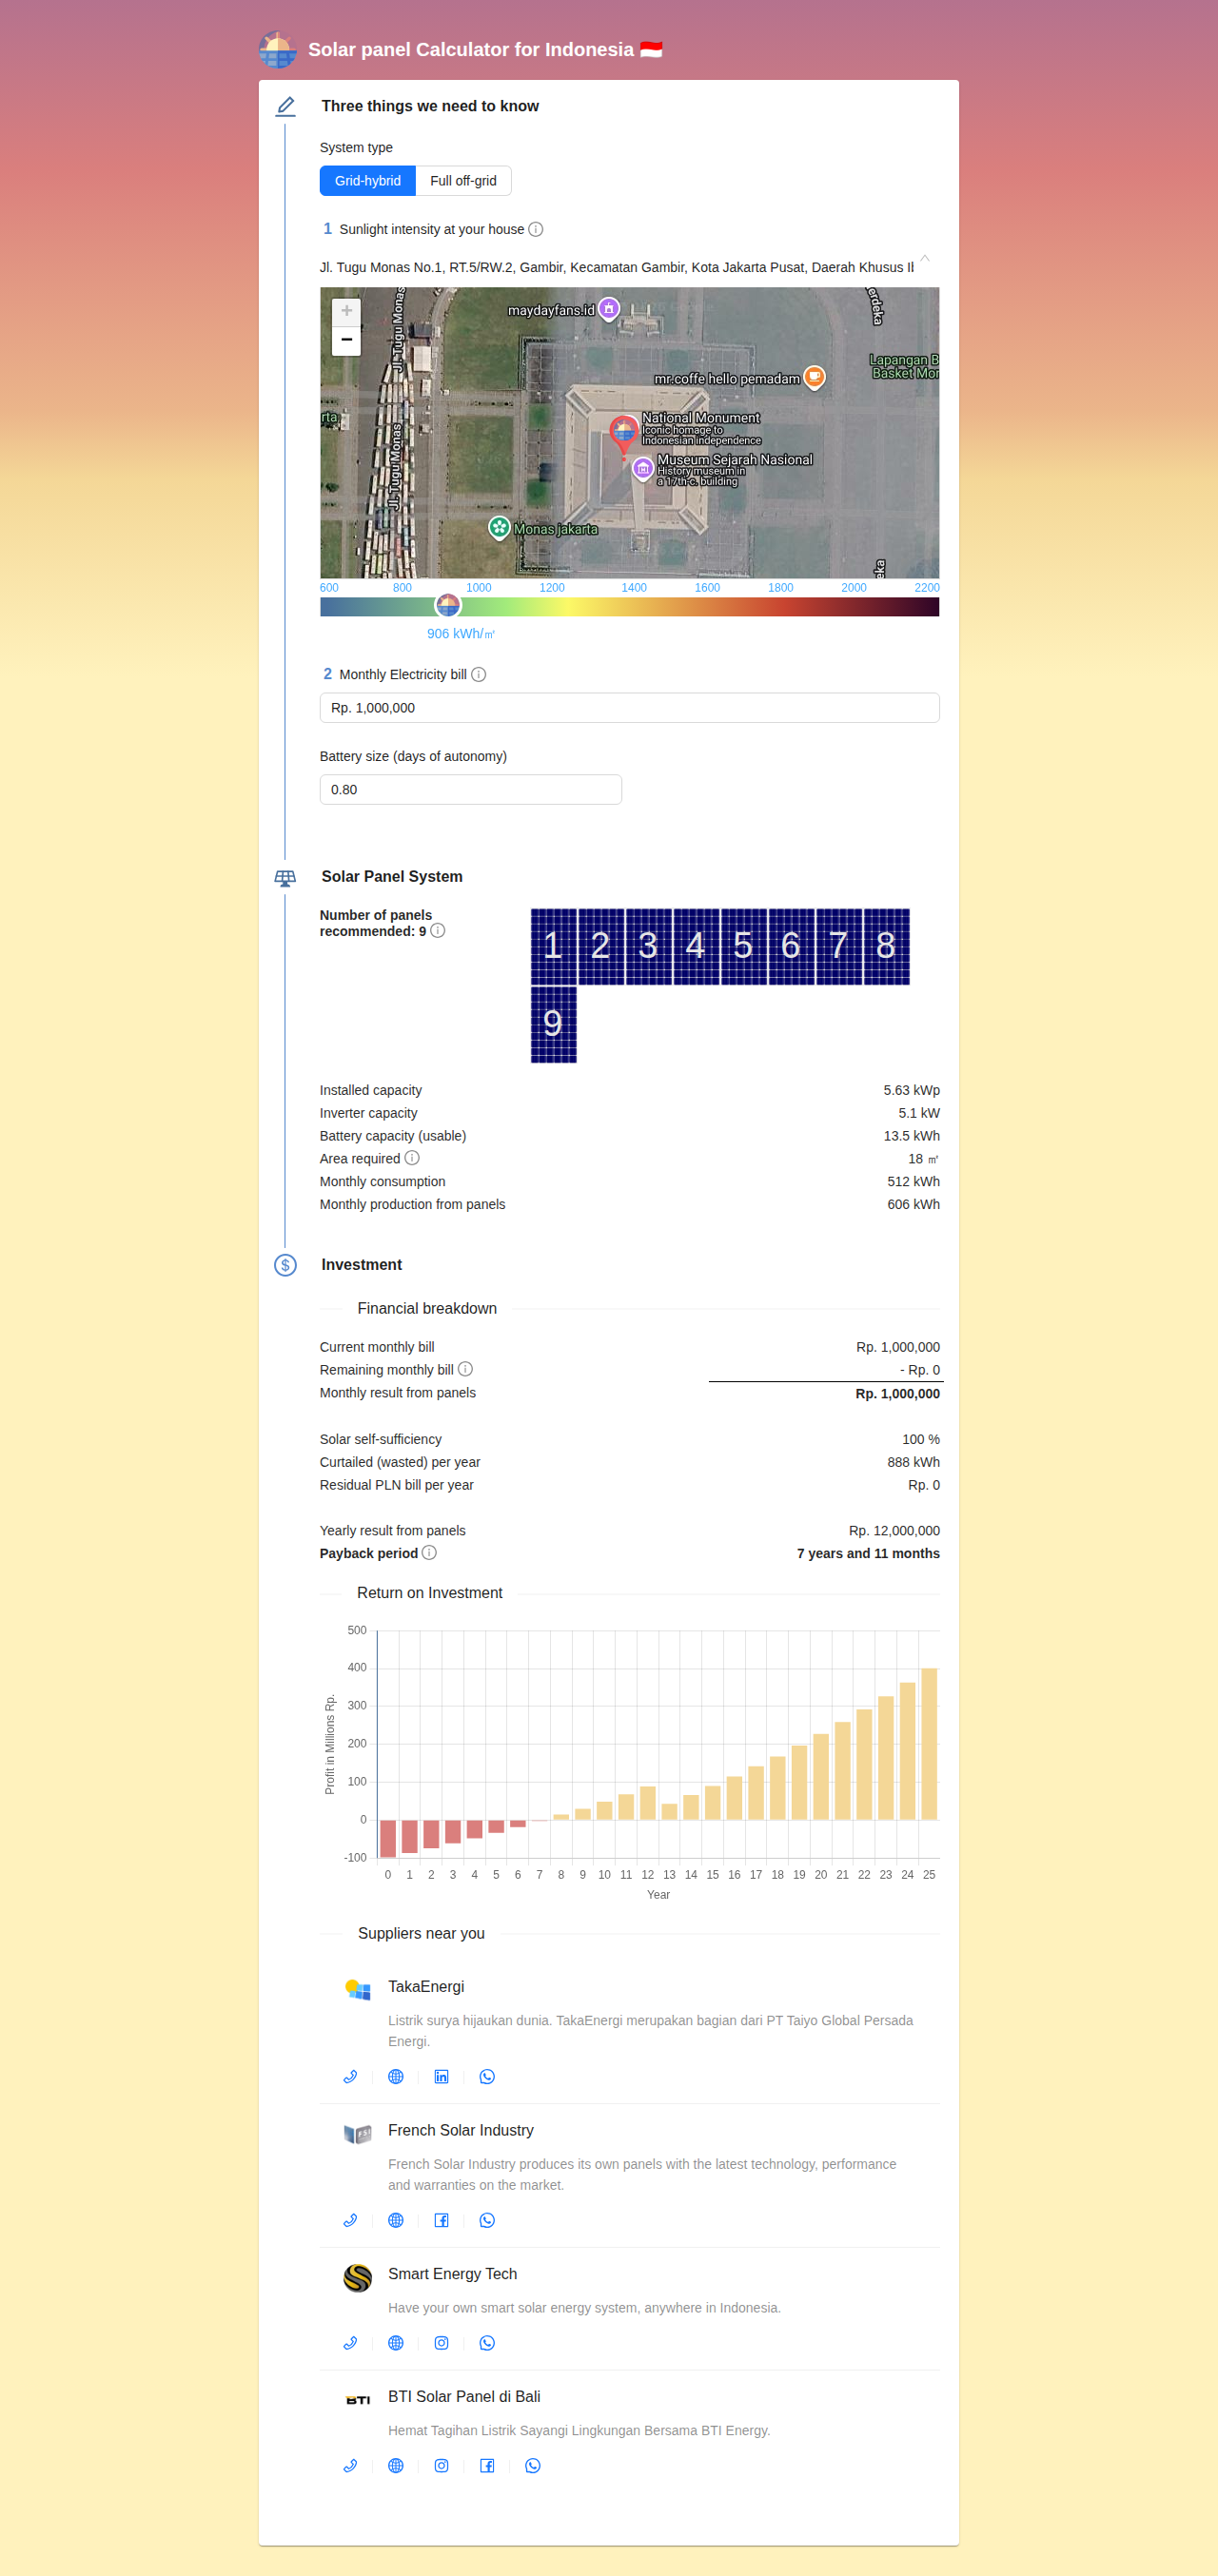 Solar panel Calculator for Indonesia 🇮🇩
Three things we need to know
System type
Grid-hybrid
Full off-grid
1 Sunlight intensity at your house
Jl. Tugu Monas No.1, RT.5/RW.2, Gambir, Kecamatan Gambir, Kota Jakarta Pusat, Daerah Khusus Ib
+
−
Jl. Tugu Monas
Jl. Tugu Monas
maydayfans.id
erdeka
Lapangan B
Basket Mon
mr.coffe hello pemadam
rta
National Monument
Iconic homage to
Indonesian independence
Museum Sejarah Nasional
History museum in
a 17th-c. building
Monas jakarta
eka
600 800 1000 1200 1400 1600 1800 2000 2200
906 kWh/㎡
2 Monthly Electricity bill
Rp. 1,000,000
Battery size (days of autonomy)
0.80
Solar Panel System
Number of panels
recommended: 9
1 2 3 4 5 6 7 8
9
Installed capacity 5.63 kWp
Inverter capacity 5.1 kW
Battery capacity (usable) 13.5 kWh
Area required 18 ㎡
Monthly consumption 512 kWh
Monthly production from panels 606 kWh
$ Investment
Financial breakdown
Current monthly bill Rp. 1,000,000
Remaining monthly bill - Rp. 0
Monthly result from panels Rp. 1,000,000
Solar self-sufficiency 100 %
Curtailed (wasted) per year 888 kWh
Residual PLN bill per year Rp. 0
Yearly result from panels Rp. 12,000,000
Payback period 7 years and 11 months
Return on Investment
Profit in Millions Rp.
500
400
300
200
100
0
-100
0 1 2 3 4 5 6 7 8 9 10 11 12 13 14 15 16 17 18 19 20 21 22 23 24 25
Year
Suppliers near you
TakaEnergi
Listrik surya hijaukan dunia. TakaEnergi merupakan bagian dari PT Taiyo Global Persada
Energi.
FSI French Solar Industry
French Solar Industry produces its own panels with the latest technology, performance
and warranties on the market.
Smart Energy Tech
Have your own smart solar energy system, anywhere in Indonesia.
BTI BTI Solar Panel di Bali
Hemat Tagihan Listrik Sayangi Lingkungan Bersama BTI Energy.